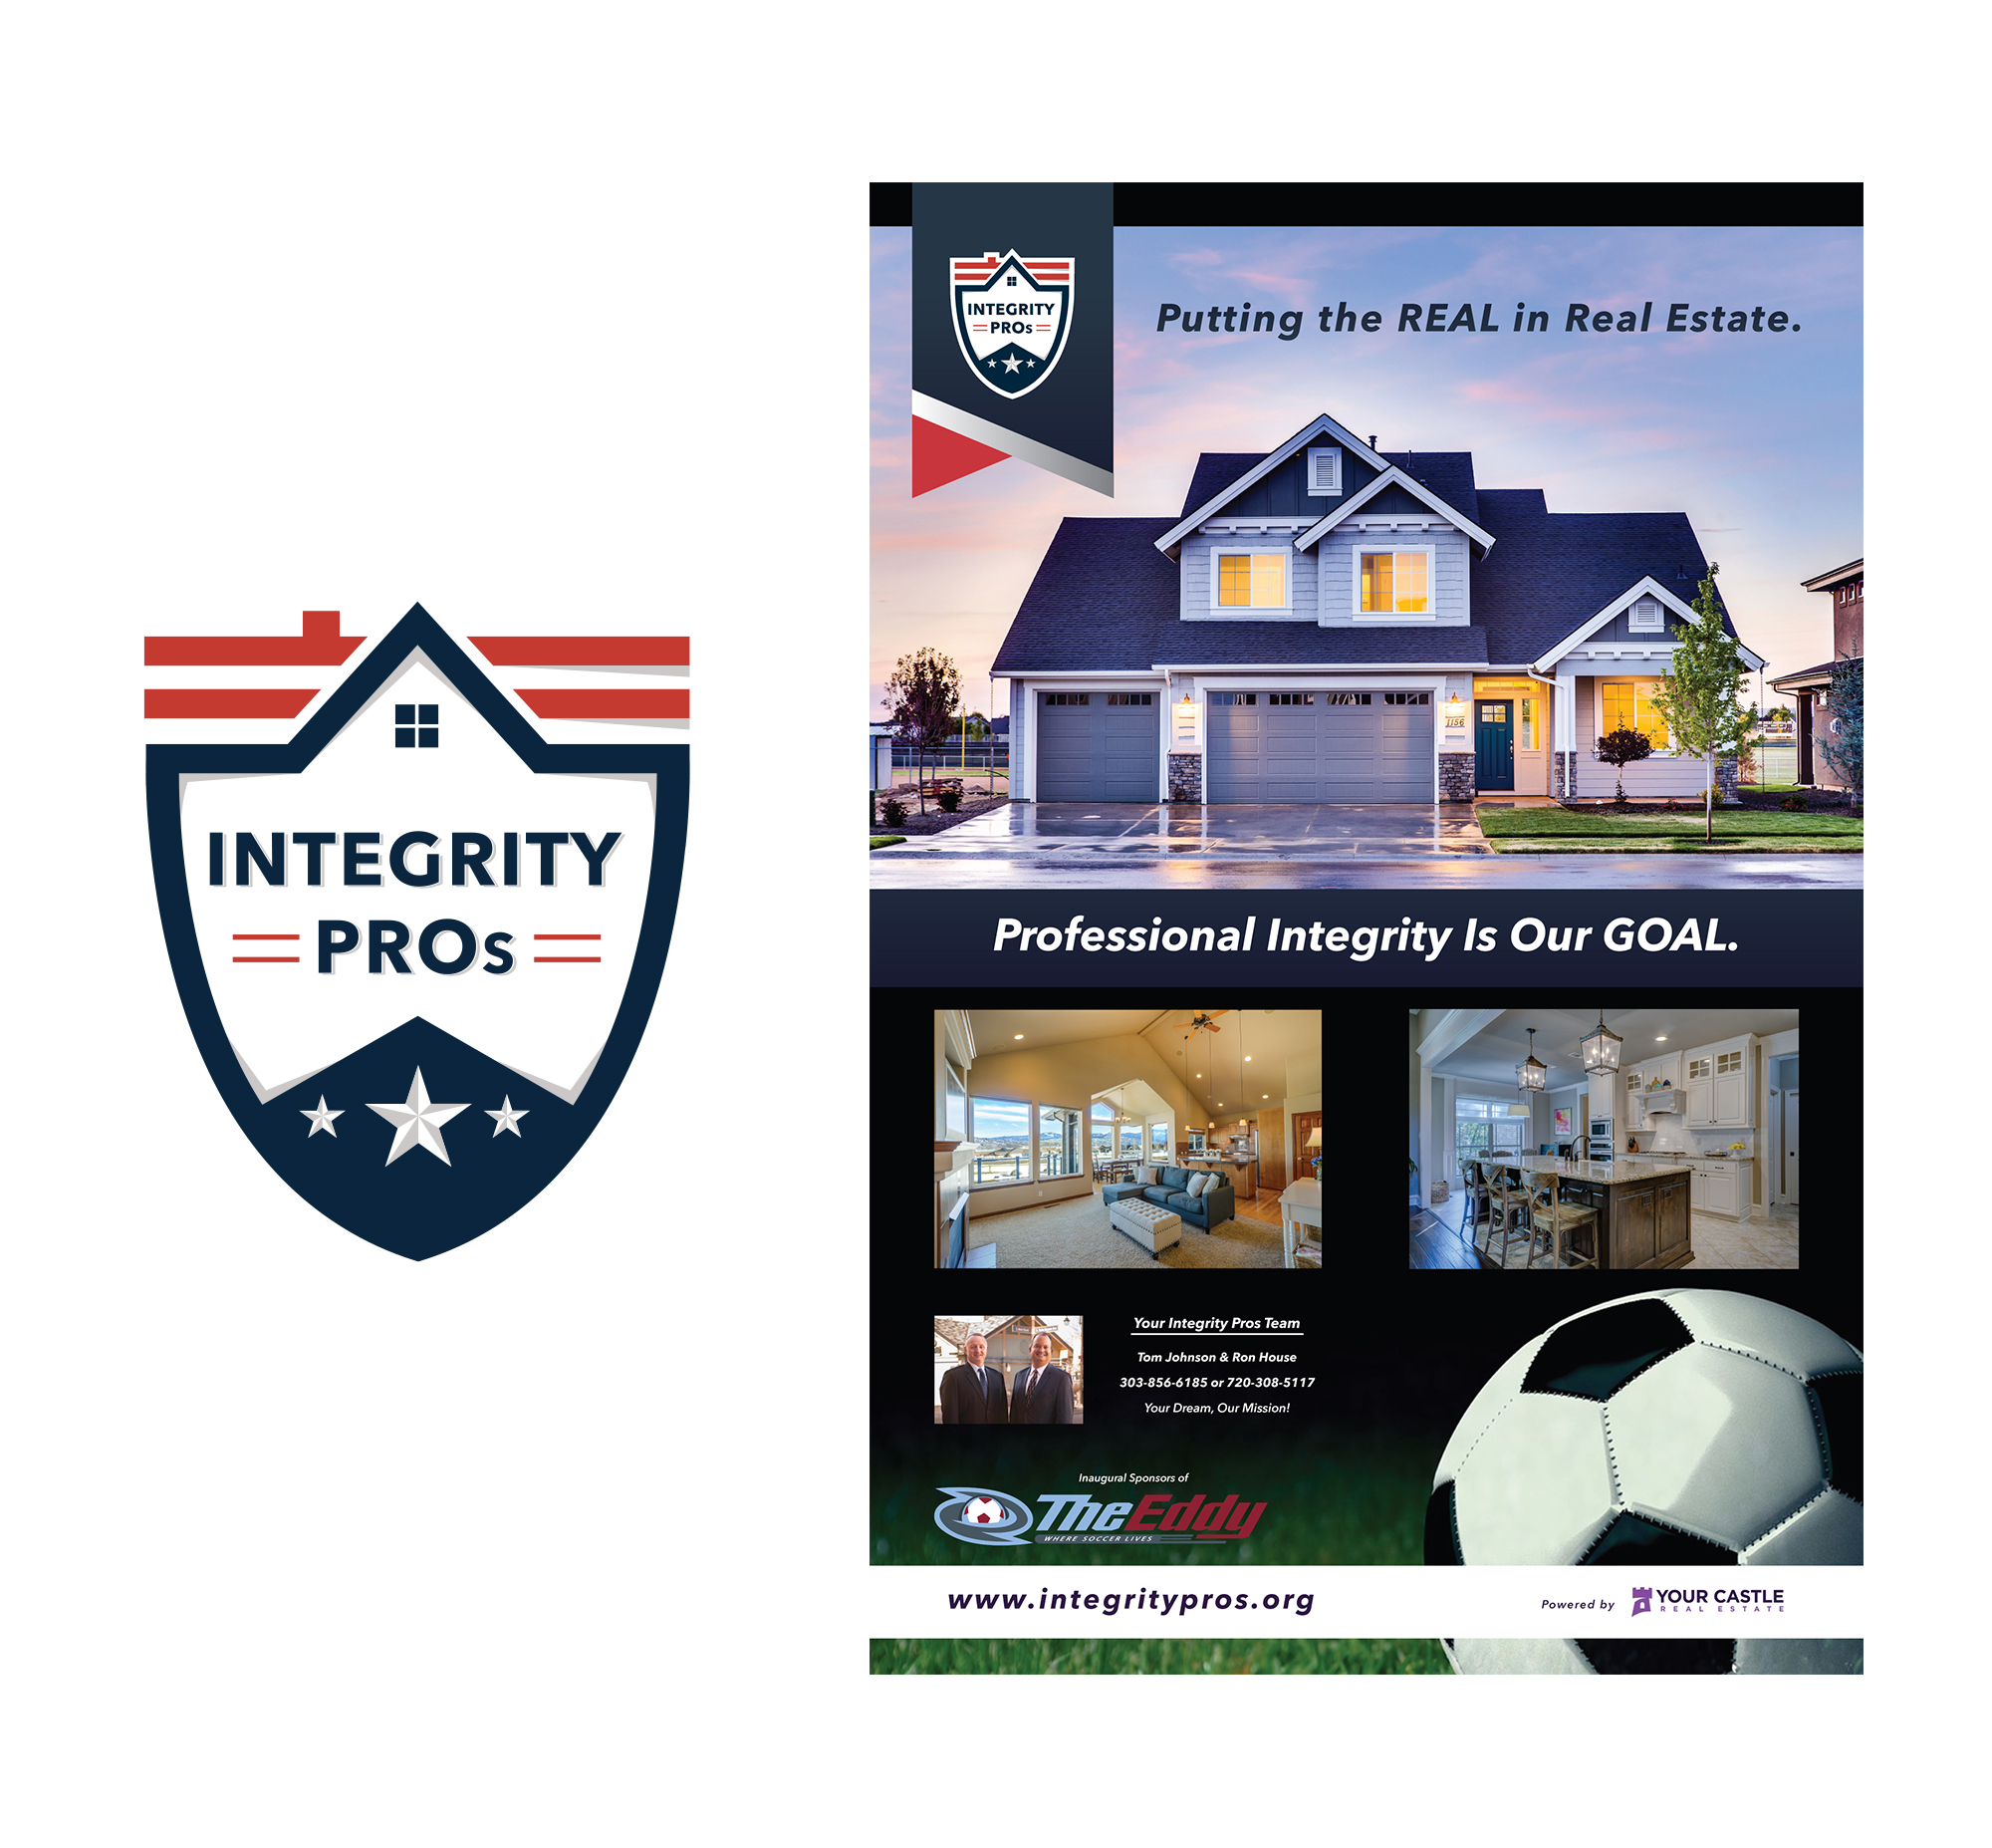 INTEGRITY
PROs
INTEGRITY
PROs
Putting the REAL in Real Estate.
1156
Professional Integrity Is Our GOAL.
Your Integrity Pros Team
Tom Johnson & Ron House
303-856-6185 or 720-308-5117
Your Dream, Our Mission!
Inaugural Sponsors of
TheEddy
WHERE SOCCER LIVES
www.integritypros.org
Powered by
YOUR CASTLE
REAL ESTATE